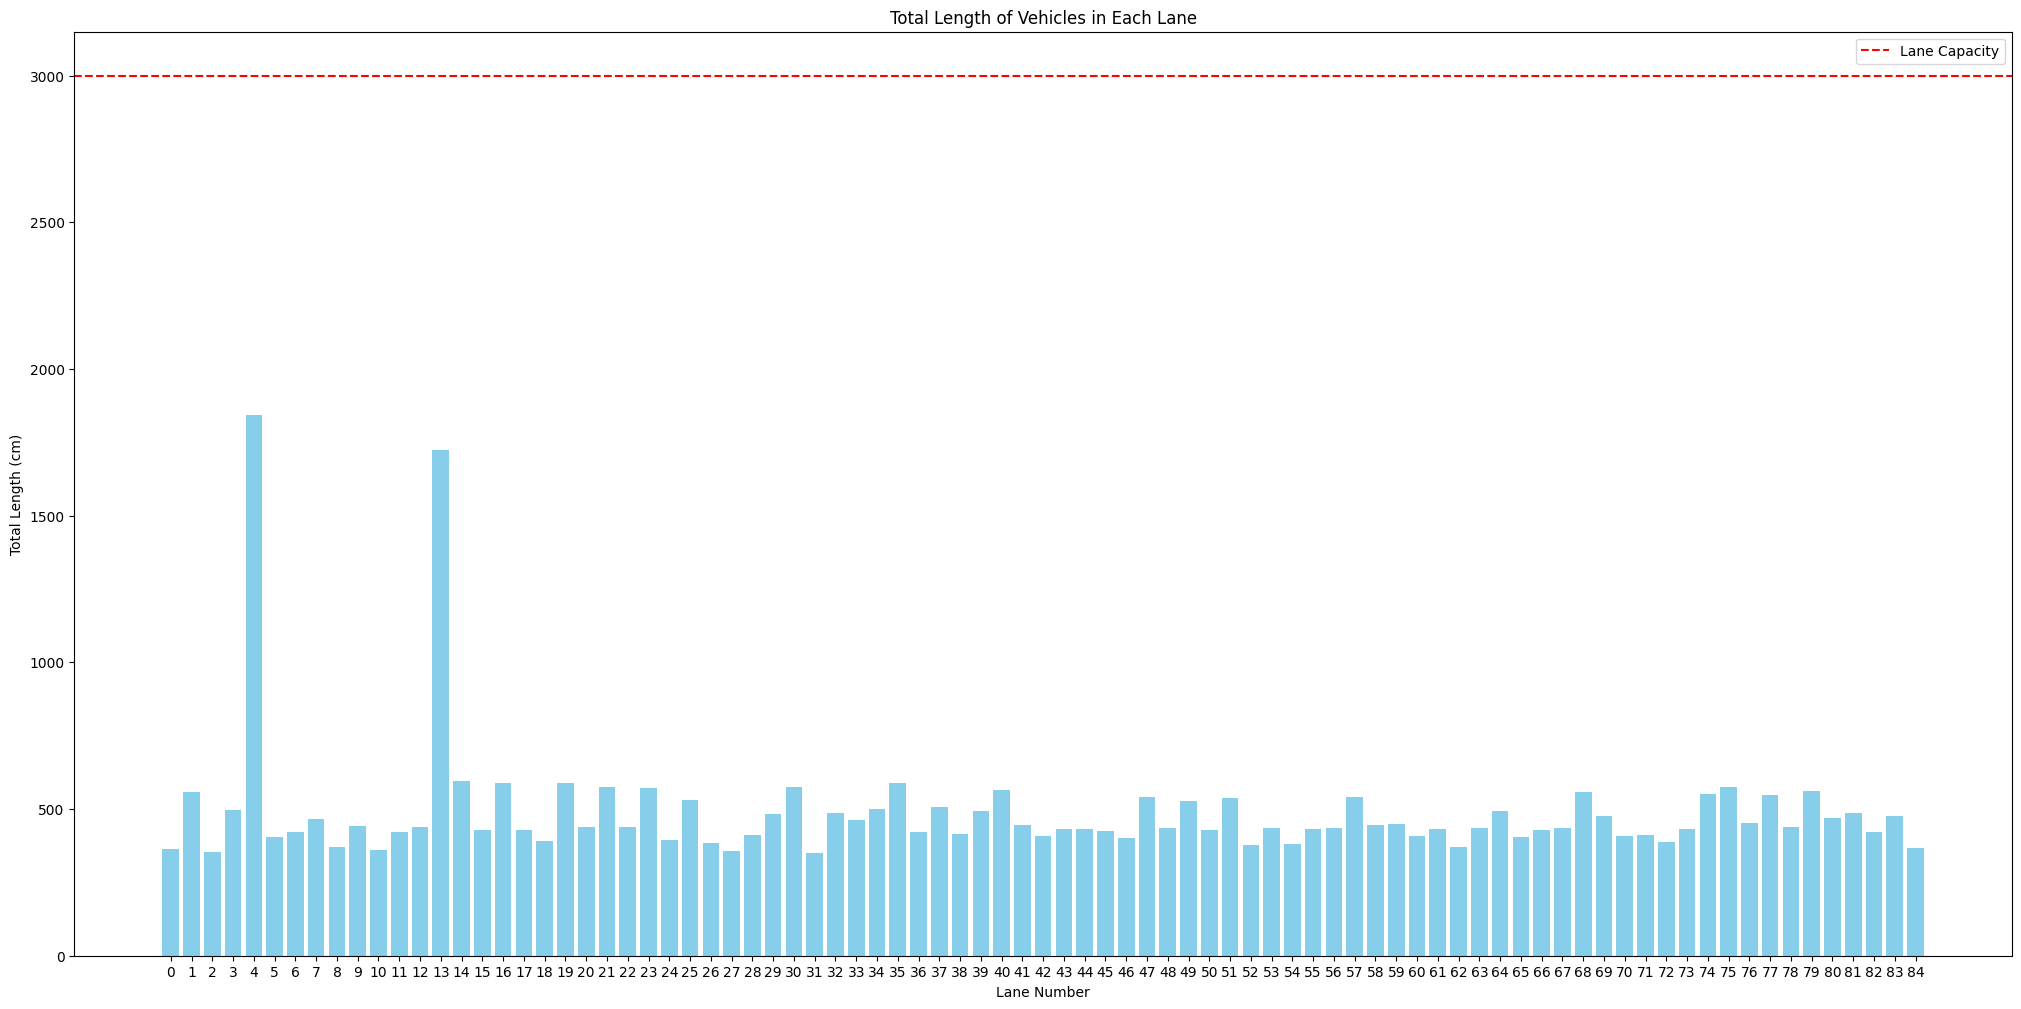 Total Length of Vehicles in Each Lane
Lane Capacity
3000
2500
2000
1500
1000
500
0
Total Length (cm)
0 1 2 3 4 5 6 7 8 9 10 11 12 13 14 15 16 17 18 19 20 21 22 23 24 25 26 27 28 29 30 31 32 33 34 35 36 37 38 39 40 41 42 43 44 45 46 47 48 49 50 51 52 53 54 55 56 57 58 59 60 61 62 63 64 65 66 67 68 69 70 71 72 73 74 75 76 77 78 79 80 81 82 83 84
Lane Number